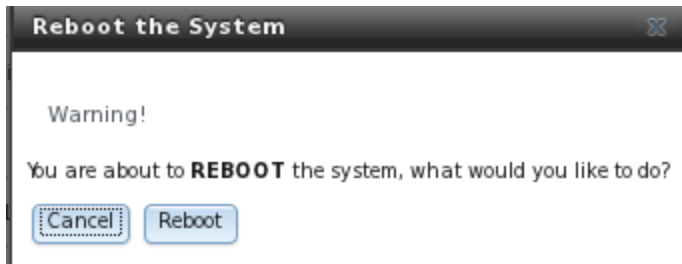 Reboot the System
Warning!
You are about to REBOOT the system, what would you like to do?
Cancel Reboot